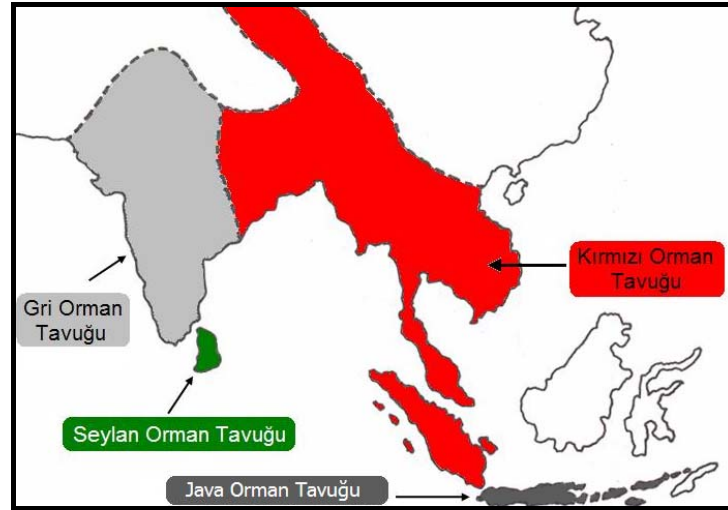 Kırmızı Orman
Tavuğu
Gri Orman
Tavuğu
Seylan Orman Tavuğu
Java Orman Tavuğu